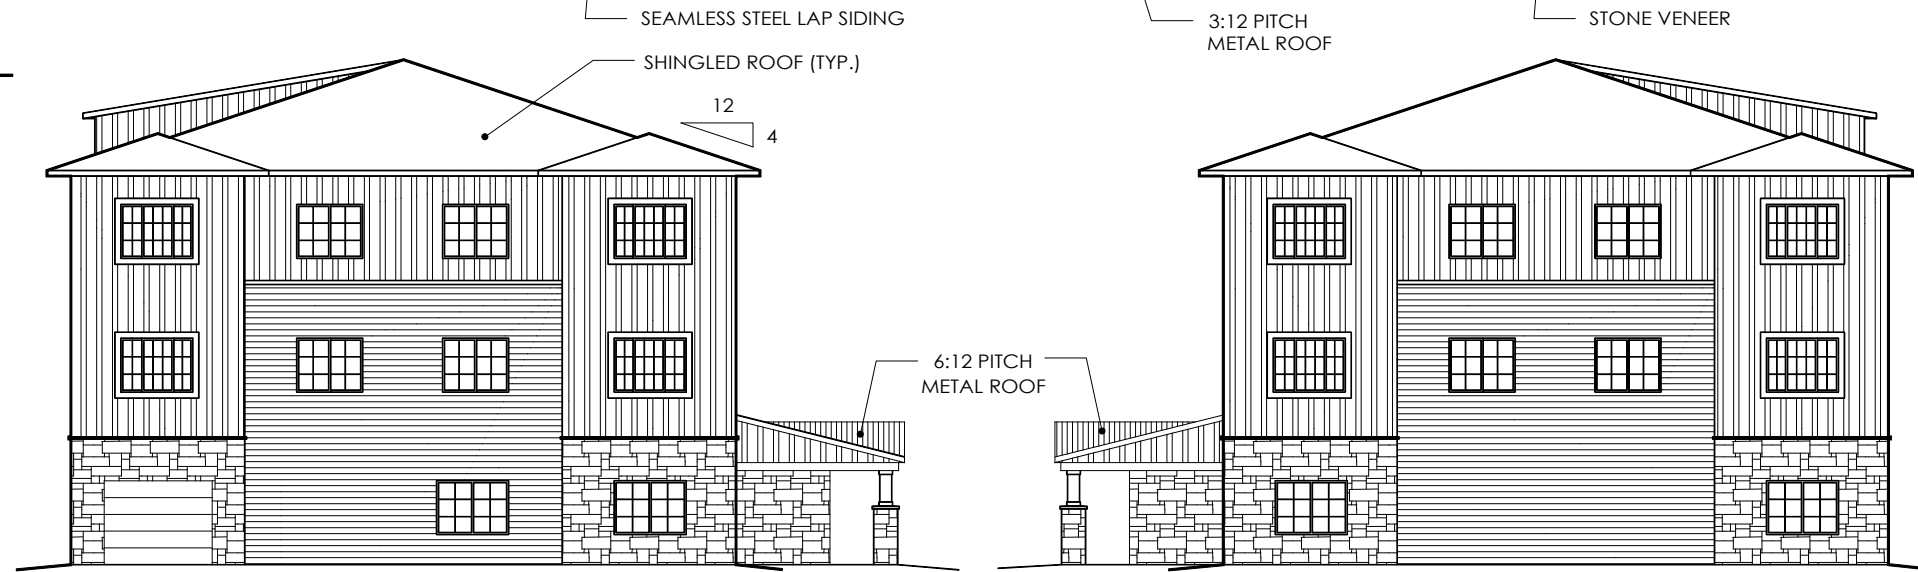 SEAMLESS STEEL LAP SIDING
3:12 PITCH
METAL ROOF
STONE VENEER
SHINGLED ROOF (TYP.)
12
4
6:12 PITCH
METAL ROOF